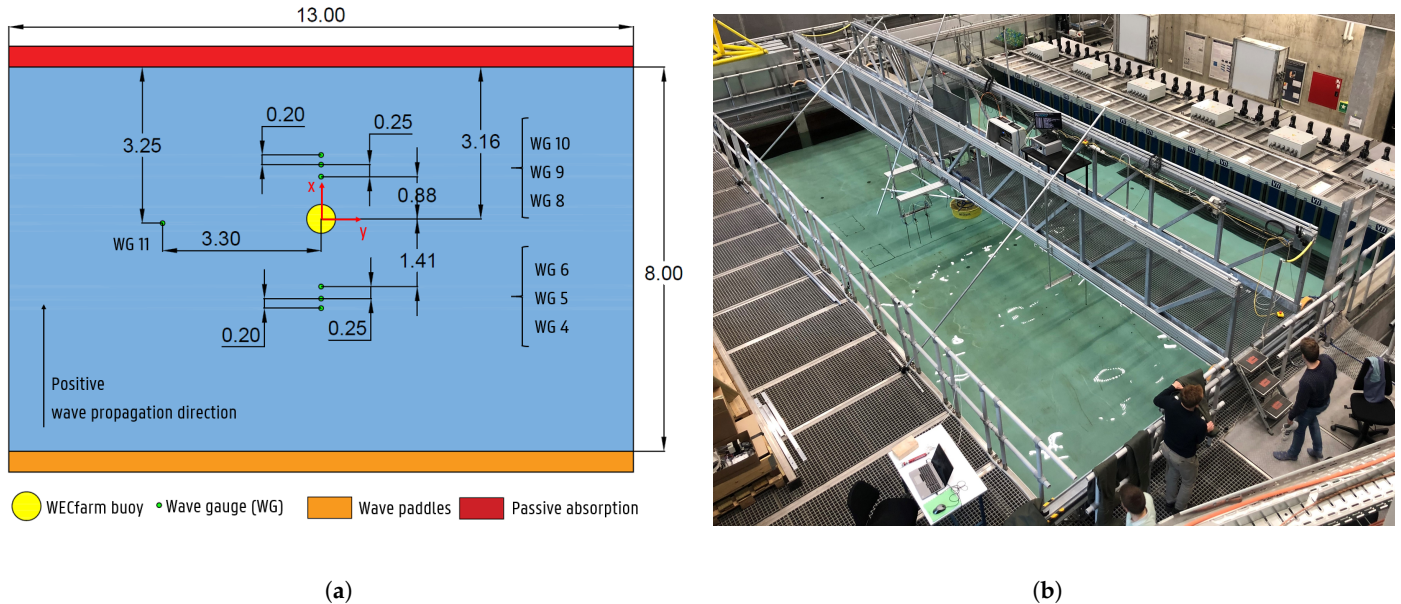 13.00
0.20
0.25
WG 10
3.25
3.16
WG 9
x
0.88
WG 8
y
WG 11
3.30
1.41
WG 6
8.00
WG 5
WG 4
0.20
0.25
Positive
wave propagation direction
WECfarm buoy
Wave gauge (WG)
Wave paddles
Passive absorption
(a)
(b)